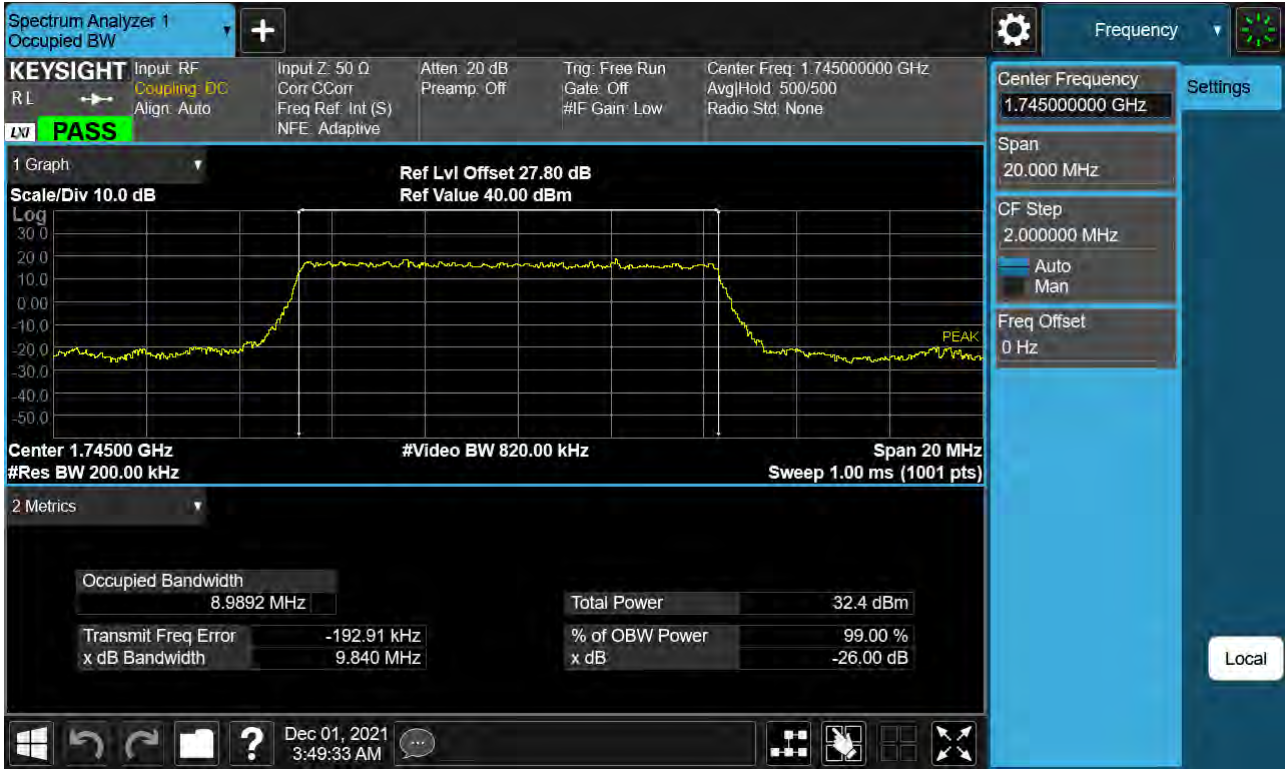 Spectrum Analyzer 1
Occupied BW
+
Frequency
KEYSIGHT
RL
LXI PASS
Input: RF
Coupling: DC
Align: Auto
Input Z: 50 Ω
Corr CCorr
Freq Ref: Int (S)
NFE: Adaptive
Atten: 20 dB
Preamp: Off
Trig: Free Run
Gate: Off
#IF Gain: Low
Center Freq: 1.745000000 GHz
Avg|Hold: 500/500
Radio Std: None
Center Frequency
1.745000000 GHz
Settings
Span
20.000 MHz
CF Step
2.000000 MHz
Auto
Man
Freq Offset
0 Hz
Local
1 Graph
Scale/Div 10.0 dB
Ref Lvl Offset 27.80 dB
Ref Value 40.00 dBm
Log
30.0
20.0
10.0
0.00
-10.0
-20.0
-30.0
-40.0
-50.0
PEAK
Center 1.74500 GHz
#Video BW 820.00 kHz
Span 20 MHz
#Res BW 200.00 kHz
Sweep 1.00 ms (1001 pts)
2 Metrics
Occupied Bandwidth
8.9892 MHz
Total Power 32.4 dBm
Transmit Freq Error -192.91 kHz
% of OBW Power 99.00 %
x dB Bandwidth 9.840 MHz
x dB -26.00 dB
?
Dec 01, 2021
3:49:33 AM